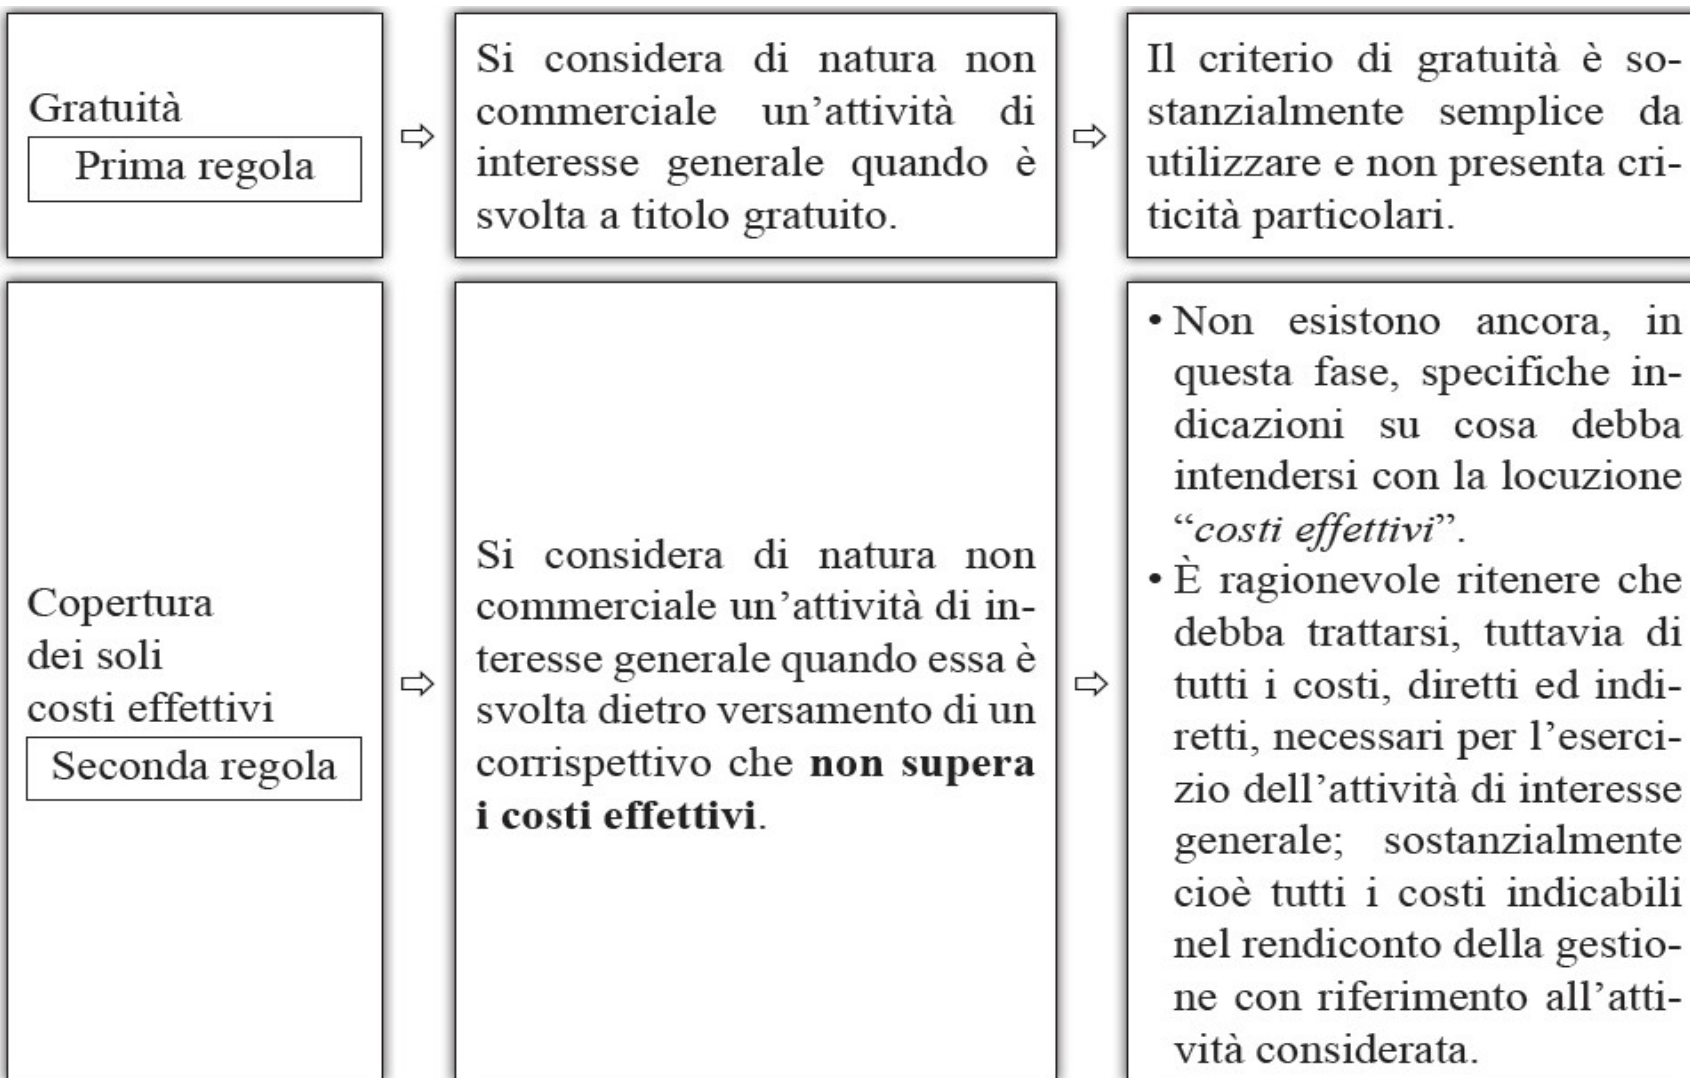 Gratuità
Prima regola
Si considera di natura non
commerciale un’attività di
interesse generale quando è
svolta a titolo gratuito.
Il criterio di gratuità è so-
stanzialmente semplice da
utilizzare e non presenta cri-
ticità particolari.
Copertura
dei soli
costi effettivi
Seconda regola
Si considera di natura non
commerciale un’attività di in-
teresse generale quando essa è
svolta dietro versamento di un
corrispettivo che non supera
i costi effettivi.
• Non esistono ancora, in
questa fase, specifiche in-
dicazioni su cosa debba
intendersi con la locuzione
“costi effettivi”.
• È ragionevole ritenere che
debba trattarsi, tuttavia di
tutti i costi, diretti ed indi-
retti, necessari per l’eserci-
zio dell’attività di interesse
generale; sostanzialmente
cioè tutti i costi indicabili
nel rendiconto della gestio-
ne con riferimento all’atti-
vità considerata.